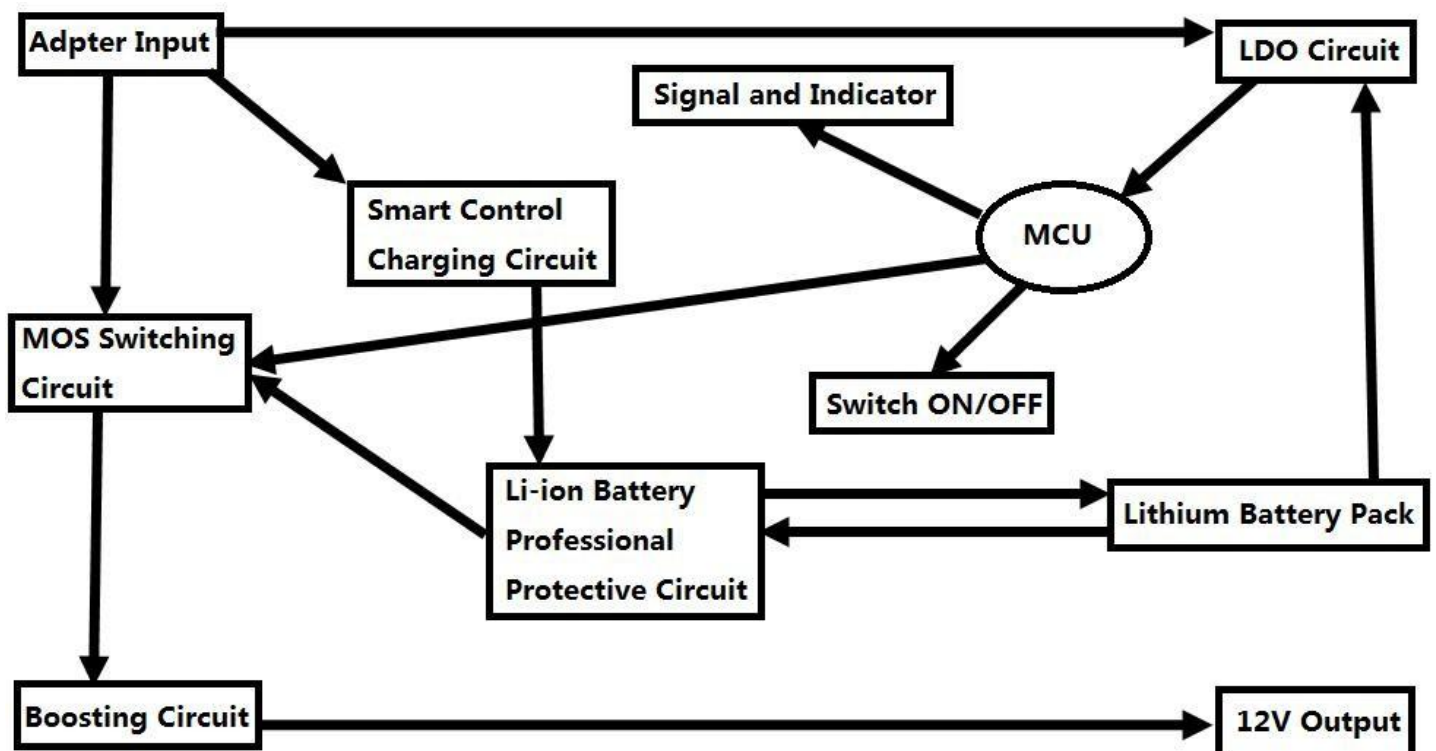 Adpter Input
LDO Circuit
Signal and Indicator
Smart Control
Charging Circuit
MCU
MOS Switching
Circuit
Switch ON/OFF
Li-ion Battery
Professional
Protective Circuit
Lithium Battery Pack
Boosting Circuit
12V Output